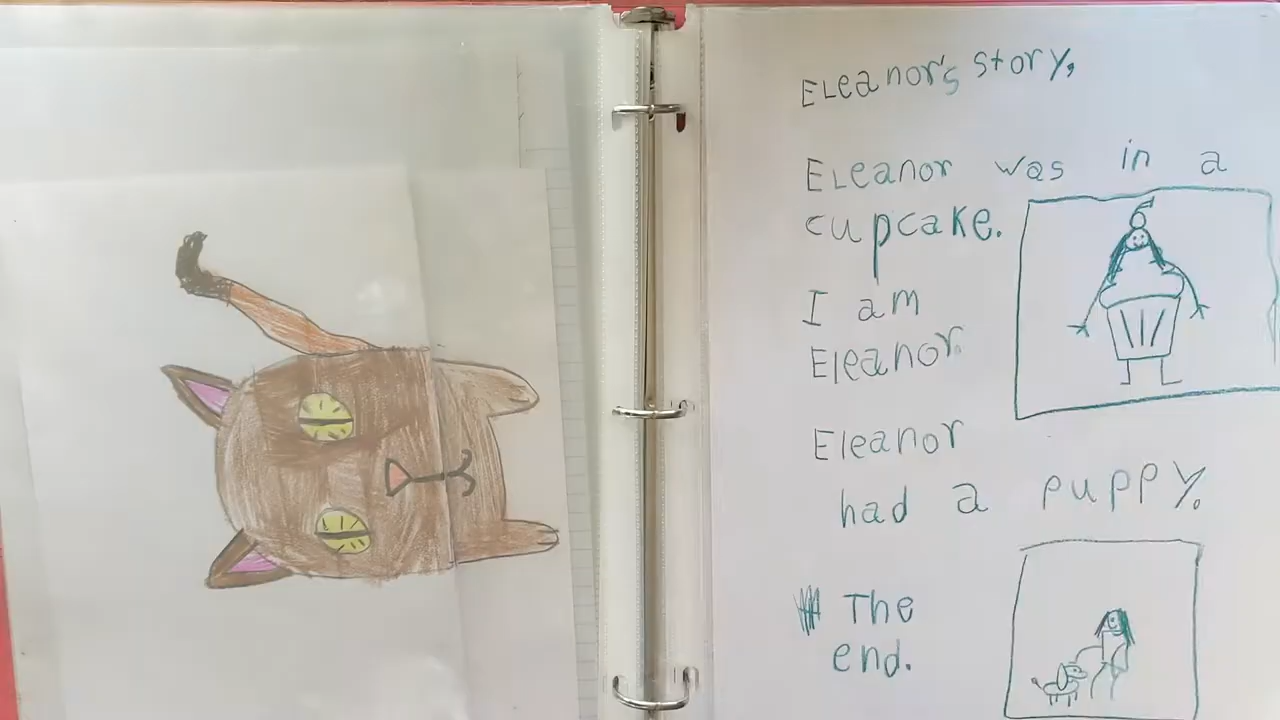 Eleanor's story,
Eleanor was in a
cupcake.
I am
Eleanor.
Eleanor
had a puppy.
The
end.